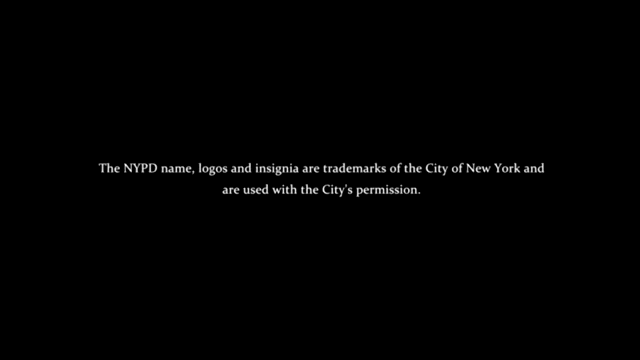 The NYPD name, logos and insignia are trademarks of the City of New York and
are used with the City's permission.